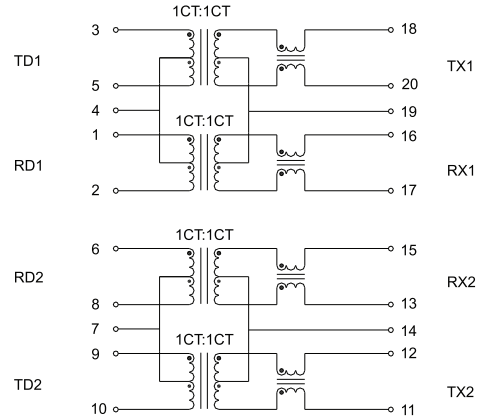 1CT:1CT
3 18
TD1 TX1
5 20
4 19
1CT:1CT
1 16
RD1 RX1
2 17
1CT:1CT
6 15
RD2 RX2
8 13
7 14
1CT:1CT
9 12
TD2 TX2
10 11